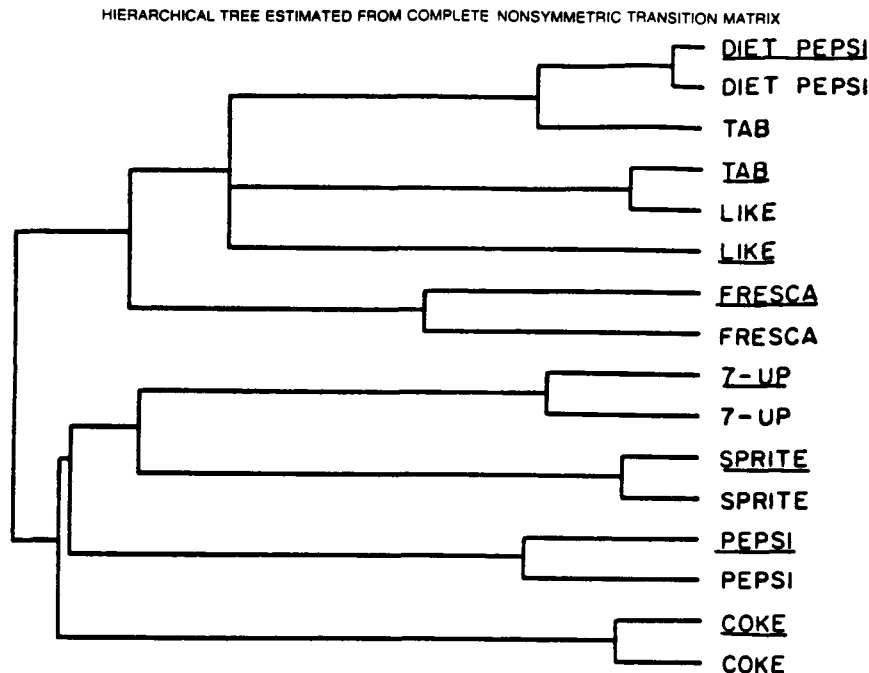 HIERARCHICAL TREE ESTIMATED FROM COMPLETE NONSYMMETRIC TRANSITION MATRIX
DIET PEPSI
DIET PEPSI
TAB
TAB
LIKE
LIKE
FRESCA
FRESCA
7-UP
7-UP
SPRITE
SPRITE
PEPSI
PEPSI
COKE
COKE